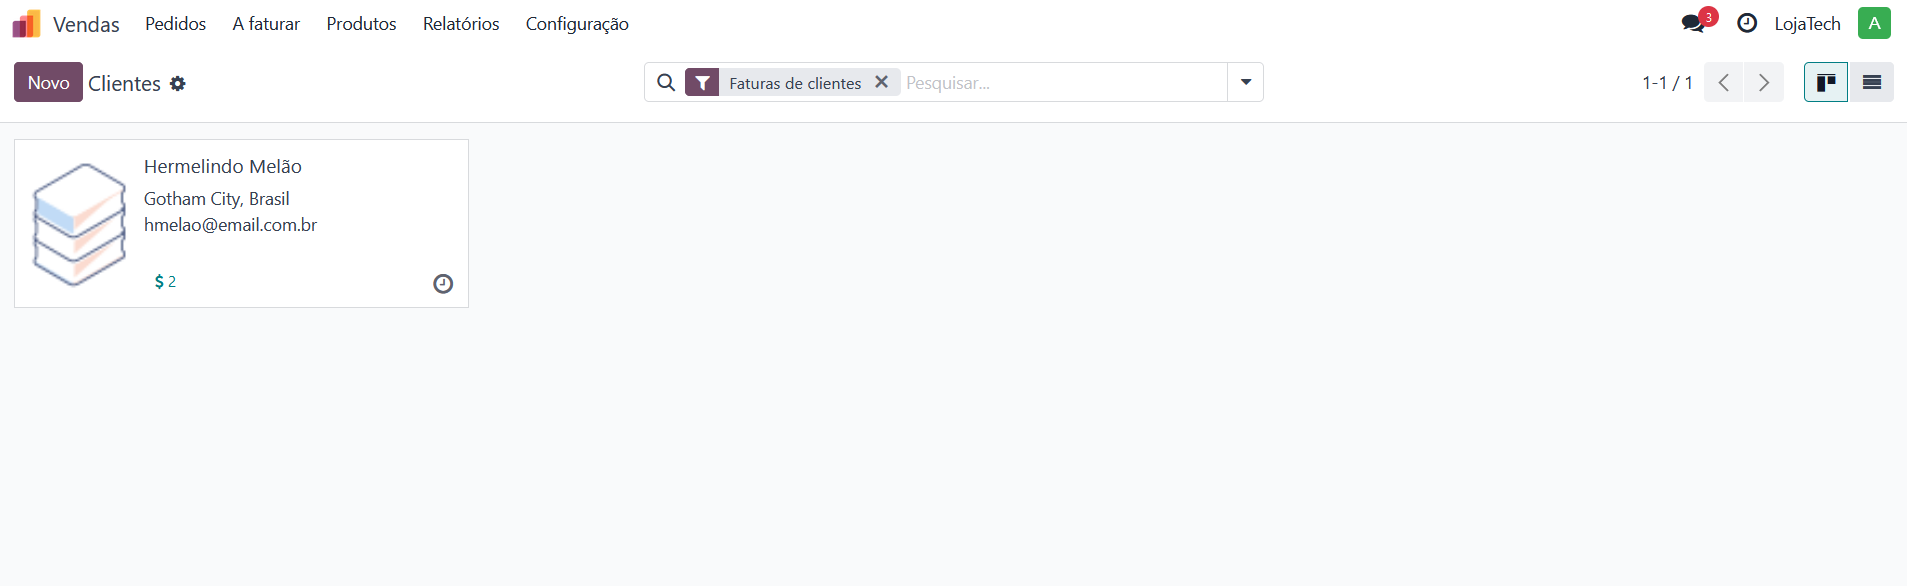 Vendas Pedidos A faturar Produtos Relatórios Configuração 3 LojaTech A
Novo Clientes Faturas de clientes Pesquisar... 1-1 / 1
Hermelindo Melão
Gotham City, Brasil
hmelao@email.com.br
$ 2